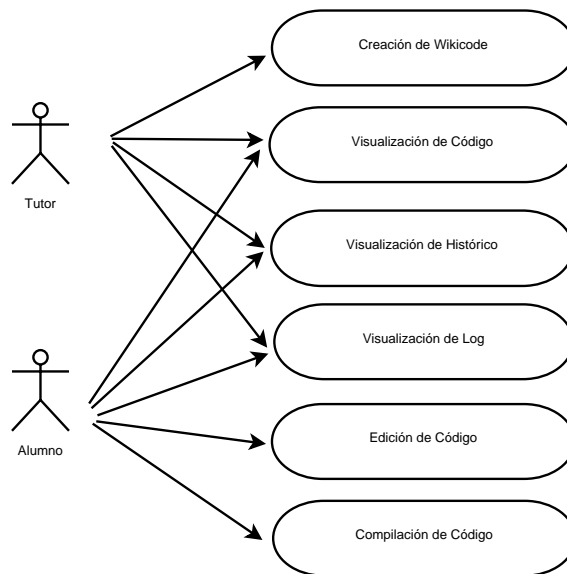 Creación de Wikicode
Visualización de Código
Tutor
Visualización de Histórico
Visualización de Log
Alumno
Edición de Código
Compilación de Código